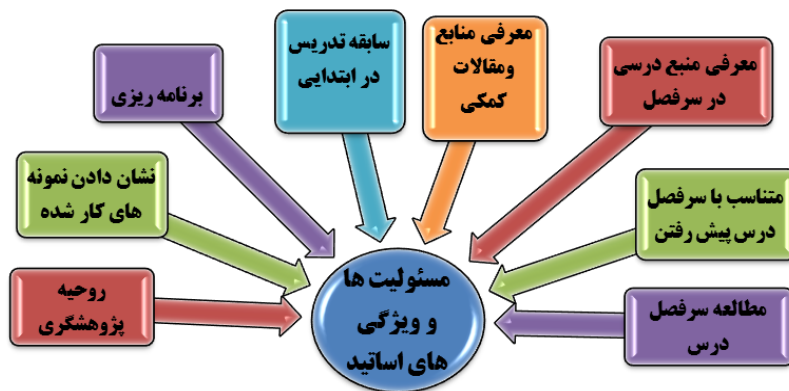 معرفی منبع درسی
در سرفصل
معرفی منابع
ومقالات
کمکی
سابقه تدریس
در ابتدایی
برنامه ریزی
متناسب با سرفصل
درس پیش رفتن
نشان دادن نمونه
های کار شده
مطالعه سرفصل
درس
روحیه
پژوهشگری
مسئولیت ها
و ویژگی
های اساتید